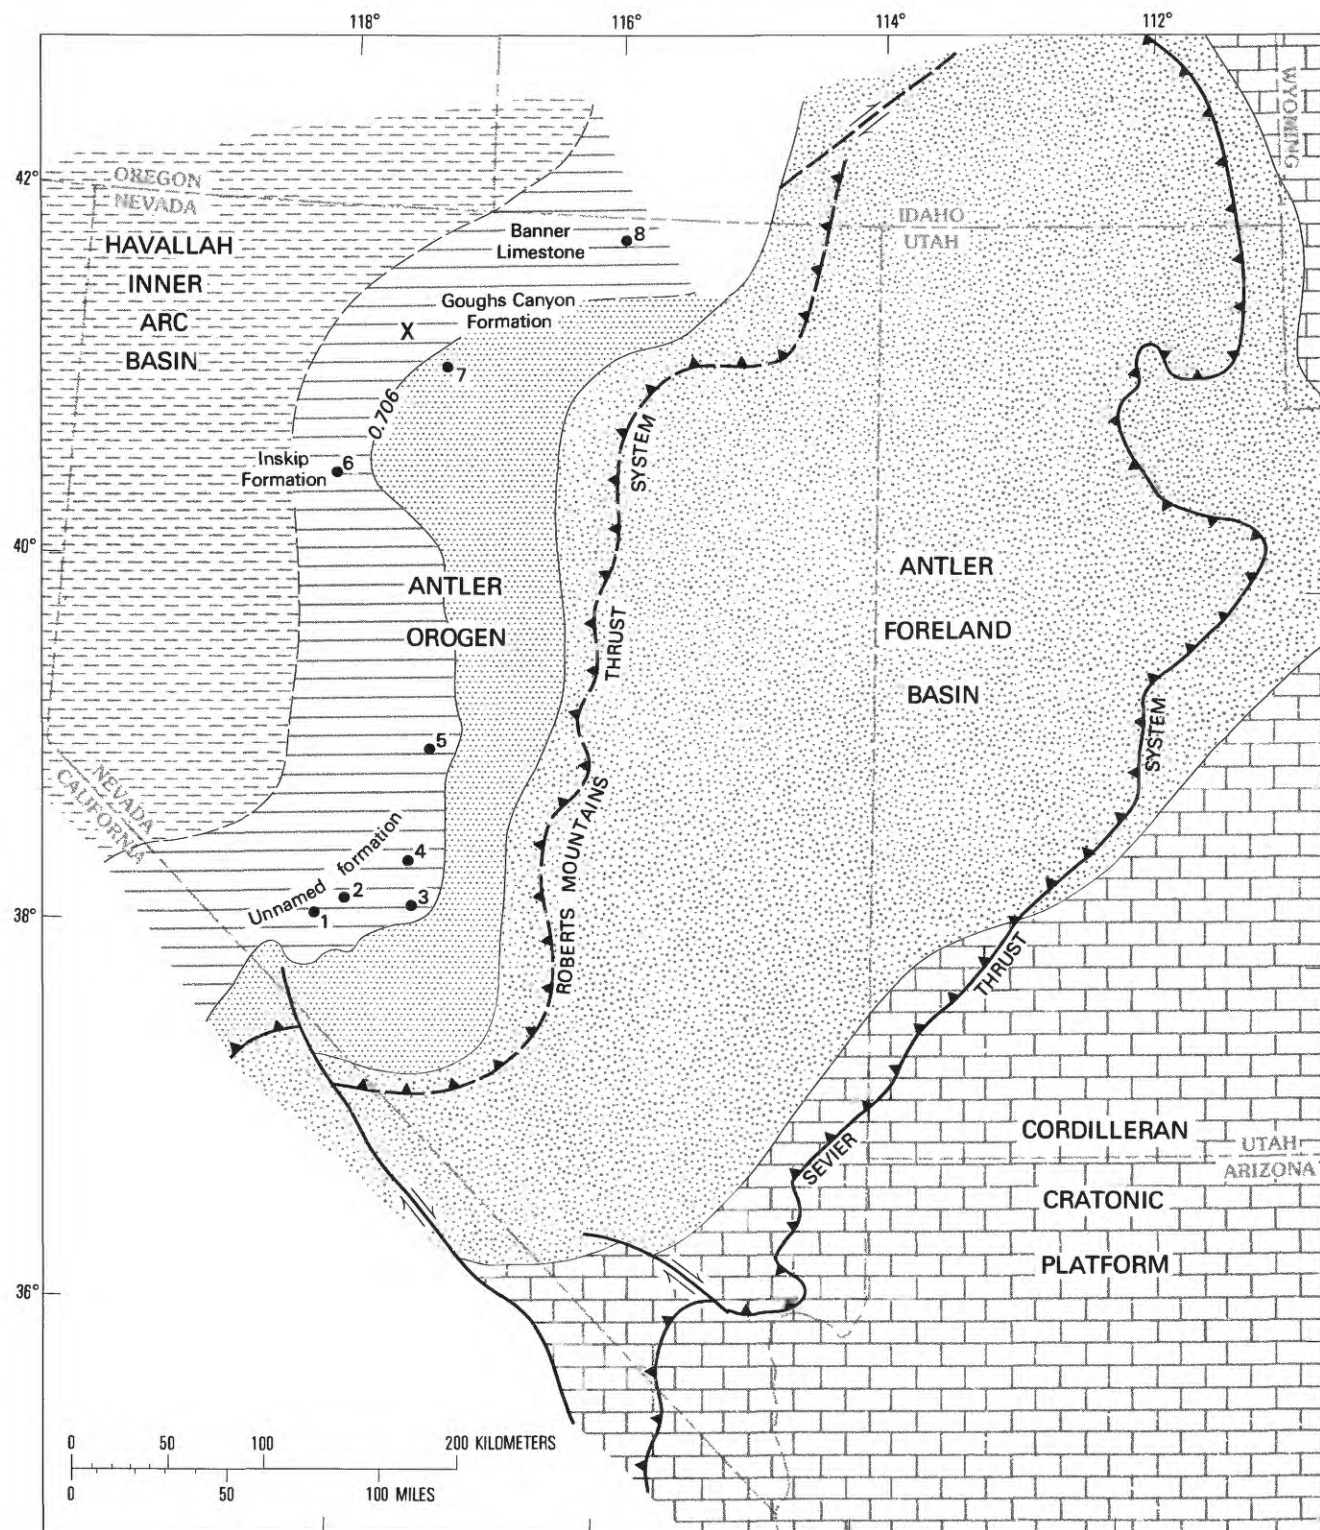 118°
116°
114°
112°
WYOMING
42°
OREGON
NEVADA
IDAHO
UTAH
HAVALLAH
INNER
ARC
BASIN
Banner
Limestone
8
Goughs Canyon
Formation
X
7
0.706
Inskip
Formation
6
SYSTEM
40°
ANTLER
OROGEN
THRUST
ANTLER
FORELAND
BASIN
5
SYSTEM
NEVADA
CALIFORNIA
Unnamed formation
4
2
3
1
38°
ROBERTS MOUNTAINS
THRUST
SEVIER
CORDILLERAN
CRATONIC
PLATFORM
UTAH
ARIZONA
36°
0 50 100 200 KILOMETERS
0 50 100 MILES